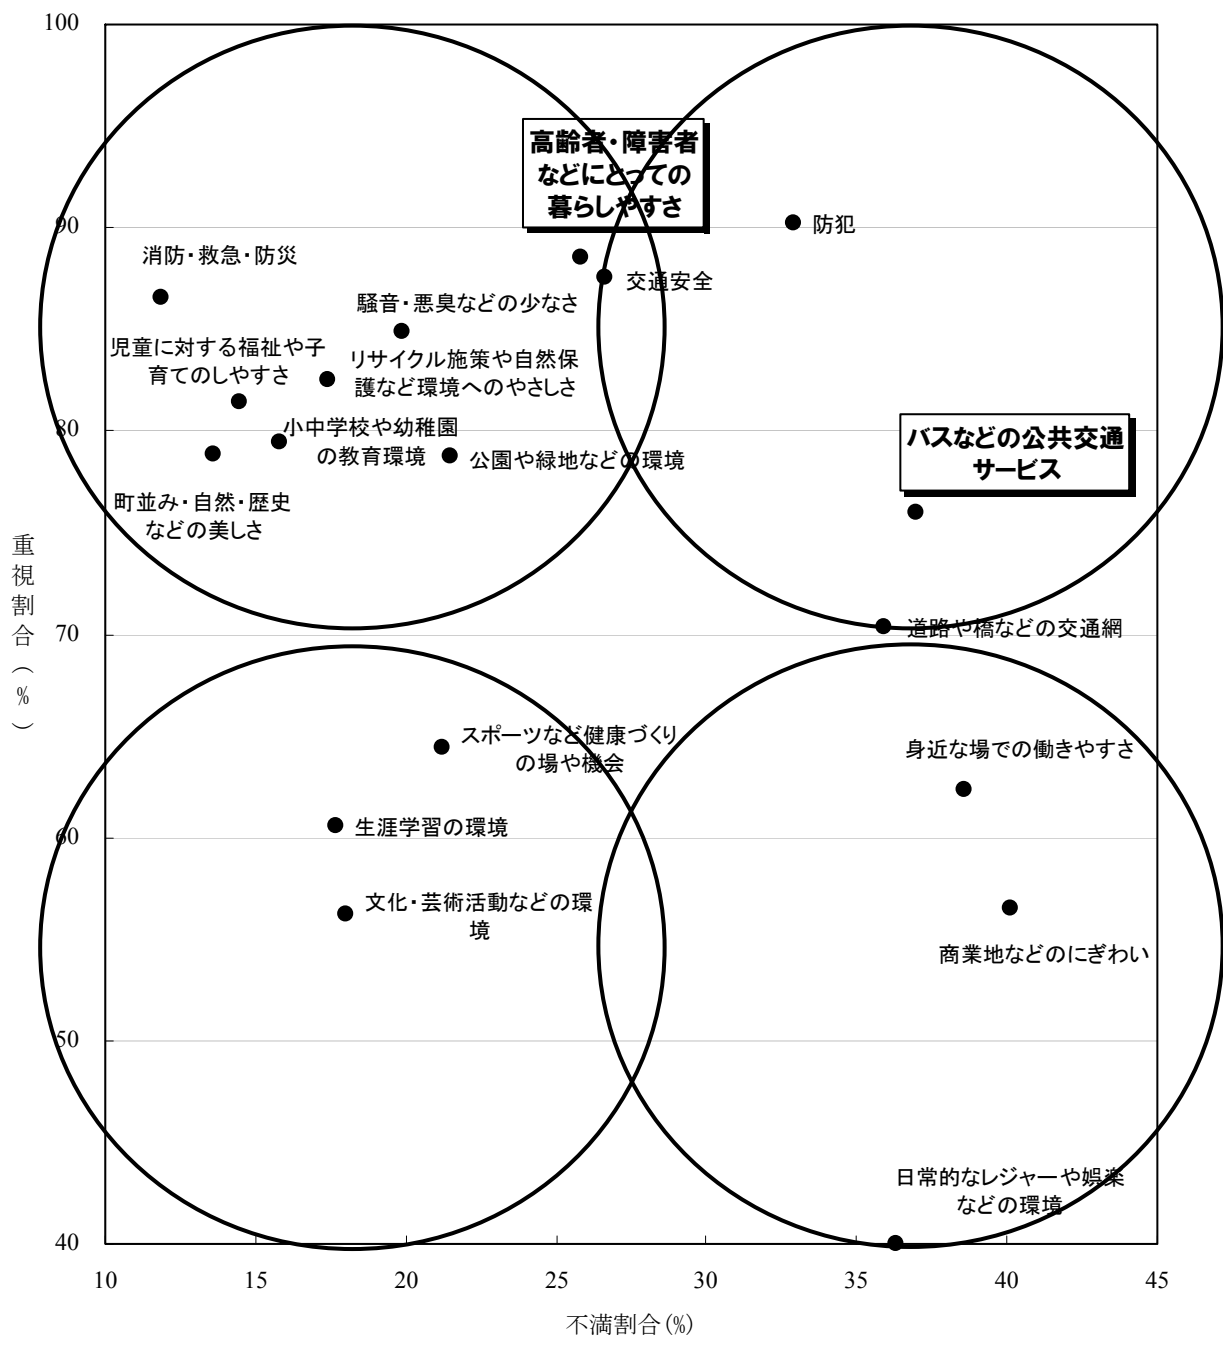 100
高齢者・障害者
などにとっての
暮らしやすさ
90
防犯
消防・救急・防災
交通安全
騒音・悪臭などの少なさ
児童に対する福祉や子
育てのしやすさ
リサイクル施策や自然保
護など環境へのやさしさ
80
小中学校や幼稚園
の教育環境
公園や緑地などの環境
バスなどの公共交通
サービス
町並み・自然・歴史
などの美しさ
重視割合(%)
70
道路や橋などの交通網
スポーツなど健康づくり
の場や機会
身近な場での働きやすさ
60
生涯学習の環境
文化・芸術活動などの環
境
商業地などのにぎわい
50
日常的なレジャーや娯楽
などの環境
40
10 15 20 25 30 35 40 45
不満割合(%)